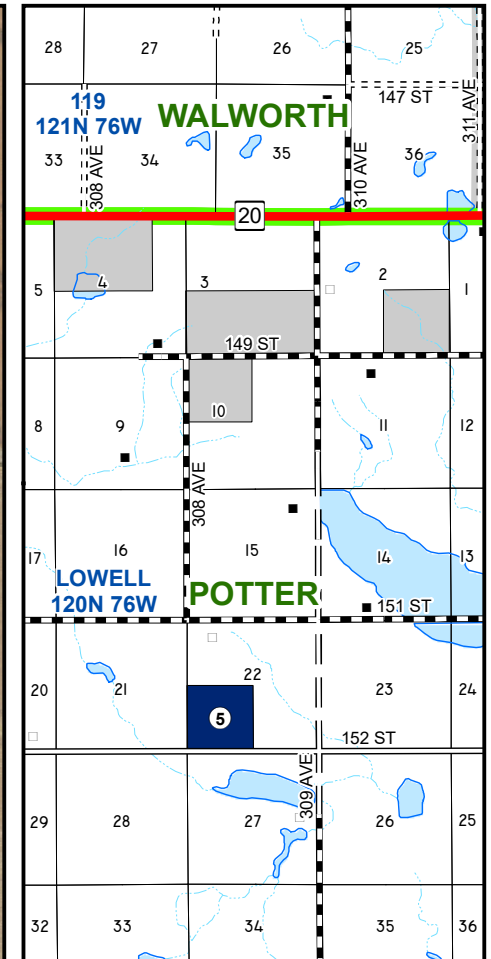 28
27
26
25
147 ST
311 AVE
119
121N 76W
WALWORTH
33
308 AVE
34
35
310 AVE
36
20
5
4
3
2
1
149 ST
8
9
10
11
12
308 AVE
17
16
15
14
13
LOWELL
120N 76W
POTTER
151 ST
20
21
22
23
24
5
152 ST
309 AVE
29
28
27
26
25
32
33
34
35
36